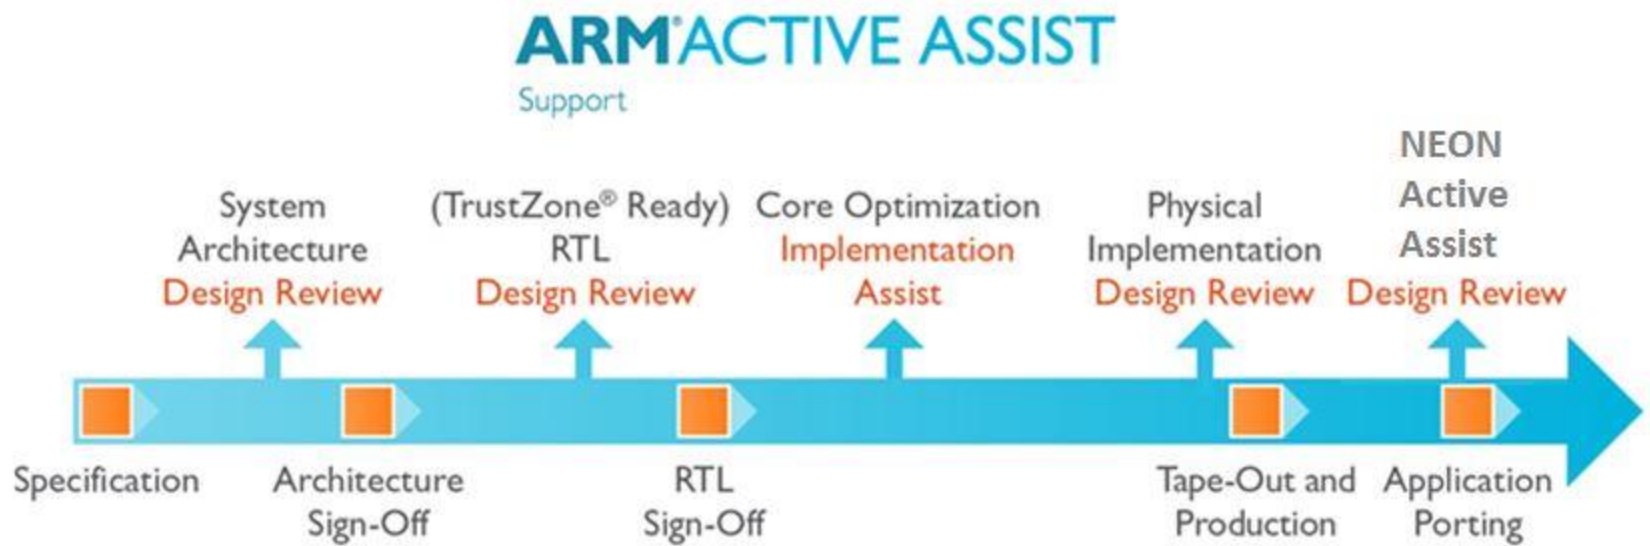 ARM® ACTIVE ASSIST
Support
System
Architecture
Design Review
(TrustZone® Ready)
RTL
Design Review
Core Optimization
Implementation
Assist
Physical
Implementation
Design Review
NEON
Active
Assist
Design Review
Specification
Architecture
Sign-Off
RTL
Sign-Off
Tape-Out and
Production
Application
Porting